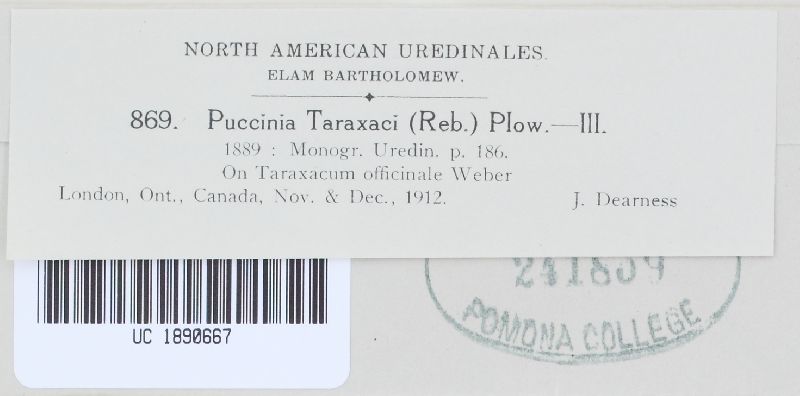 NORTH AMERICAN UREDINALES.
ELAM BARTHOLOMEW.
869. Puccinia Taraxaci (Reb.) Plow.—III.
1889 : Monogr. Uredin. p. 186.
On Taraxacum officinale Weber
London, Ont., Canada, Nov. & Dec., 1912. J. Dearness
241859
UC 1890667
POMONA COLLEGE